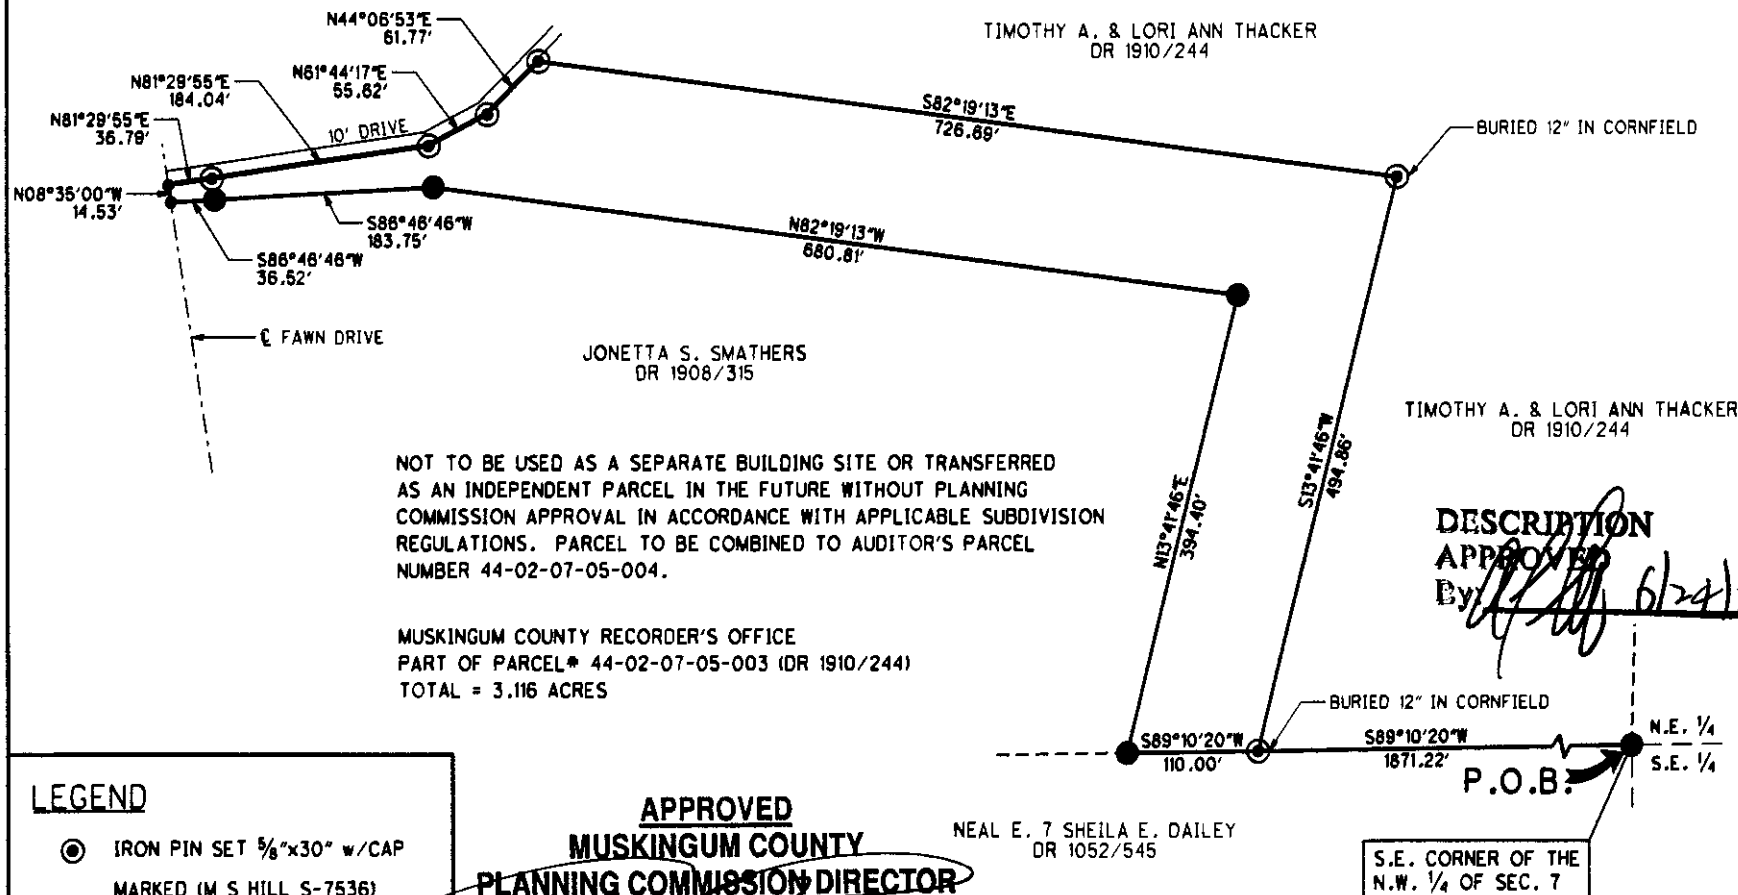 N44°06'53"E
61.77'
TIMOTHY A. & LORI ANN THACKER
DR 1910/244
N61°44'17"E
55.62'
N81°29'55"E
184.04'
N81°29'55"E
36.79'
10' DRIVE
S82°19'13"E
726.89'
BURIED 12" IN CORNFIELD
N08°35'00"W
14.53'
S86°46'46"W
183.75'
S86°46'46"W
36.52'
N82°19'13"W
680.81'
℄ FAWN DRIVE
JONETTA S. SMATHERS
DR 1908/315
TIMOTHY A. & LORI ANN THACKER
DR 1910/244
N13°41'46"E
394.40'
S13°41'46"W
494.86'
NOT TO BE USED AS A SEPARATE BUILDING SITE OR TRANSFERRED
AS AN INDEPENDENT PARCEL IN THE FUTURE WITHOUT PLANNING
COMMISSION APPROVAL IN ACCORDANCE WITH APPLICABLE SUBDIVISION
REGULATIONS. PARCEL TO BE COMBINED TO AUDITOR'S PARCEL
NUMBER 44-02-07-05-004.
DESCRIPTION
APPROVED
By: 6/24/
MUSKINGUM COUNTY RECORDER'S OFFICE
PART OF PARCEL# 44-02-07-05-003 (DR 1910/244)
TOTAL = 3.116 ACRES
BURIED 12" IN CORNFIELD
S89°10'20"W
110.00'
S89°10'20"W
1871.22'
N.E. 1/4
S.E. 1/4
P.O.B.
LEGEND
IRON PIN SET 5/8"x30" w/CAP
MARKED (M S HILL S-7536)
APPROVED
MUSKINGUM COUNTY
PLANNING COMMISSION DIRECTOR
NEAL E. 7 SHEILA E. DAILEY
DR 1052/545
S.E. CORNER OF THE
N.W. 1/4 OF SEC. 7